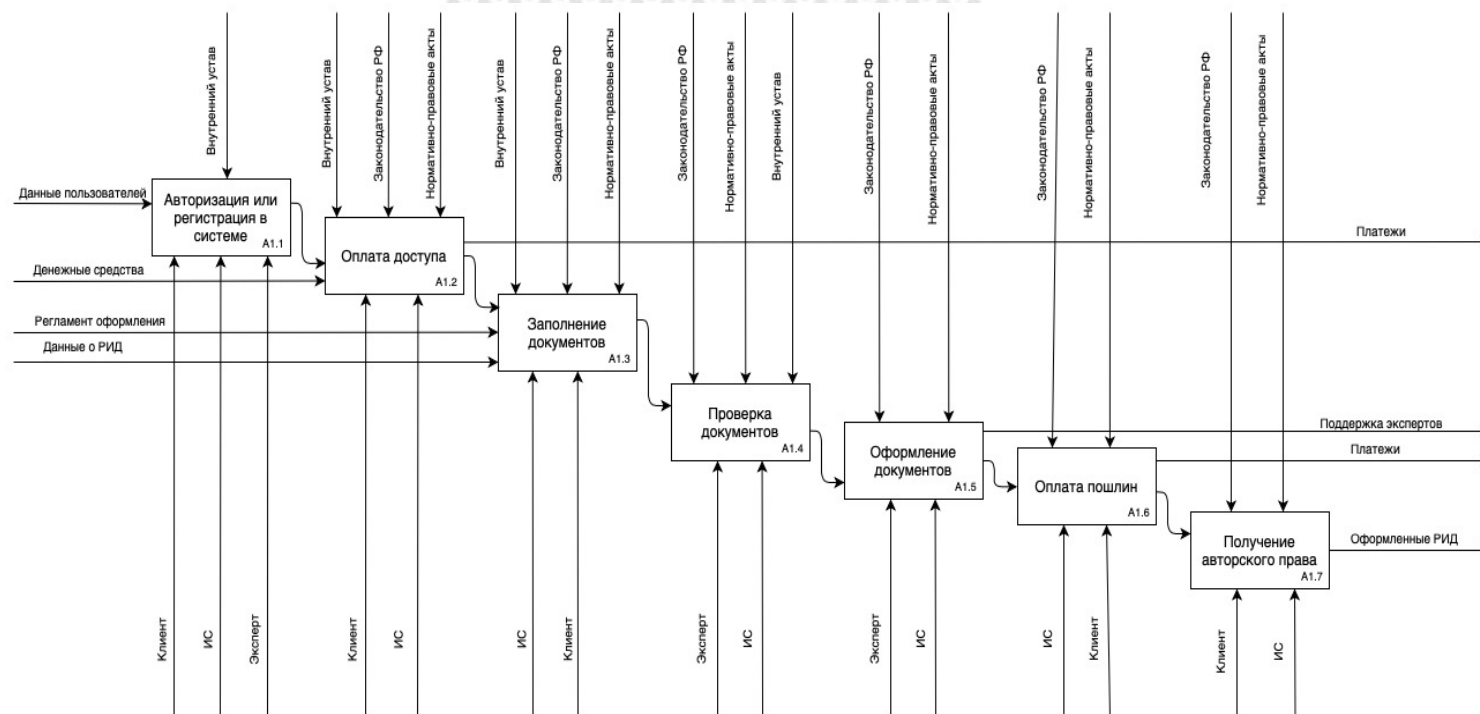 Внутренний устав
Внутренний устав
Законодательство РФ
Нормативно-правовые акты
Внутренний устав
Законодательство РФ
Нормативно-правовые акты
Законодательство РФ
Нормативно-правовые акты
Внутренний устав
Законодательство РФ
Нормативно-правовые акты
Законодательство РФ
Нормативно-правовые акты
Законодательство РФ
Нормативно-правовые акты
Данные пользователей
Авторизация или
регистрация в
системе
A1.1
Денежные средства
Оплата доступа
A1.2
Платежи
Регламент оформления
Данные о РИД
Заполнение
документов
A1.3
Проверка
документов
A1.4
Оформление
документов
A1.5
Поддержка экспертов
Оплата пошлин
A1.6
Платежи
Получение
авторского права
A1.7
Оформленные РИД
Клиент
ИС
Эксперт
Клиент
ИС
ИС
Клиент
Эксперт
ИС
Эксперт
ИС
ИС
Клиент
Клиент
ИС